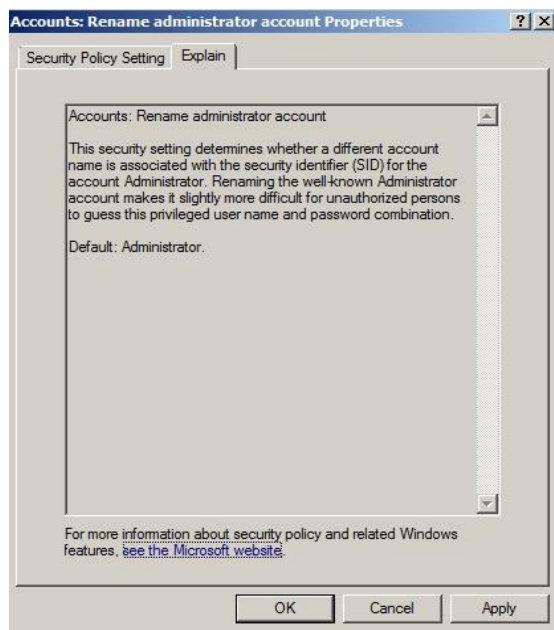 Accounts: Rename administrator account Properties
Security Policy Setting
Explain
Accounts: Rename administrator account
This security setting determines whether a different account
name is associated with the security identifier (SID) for the
account Administrator. Renaming the well-known Administrator
account makes it slightly more difficult for unauthorized persons
to guess this privileged user name and password combination.
Default: Administrator.
For more information about security policy and related Windows
features, see the Microsoft website.
OK
Cancel
Apply